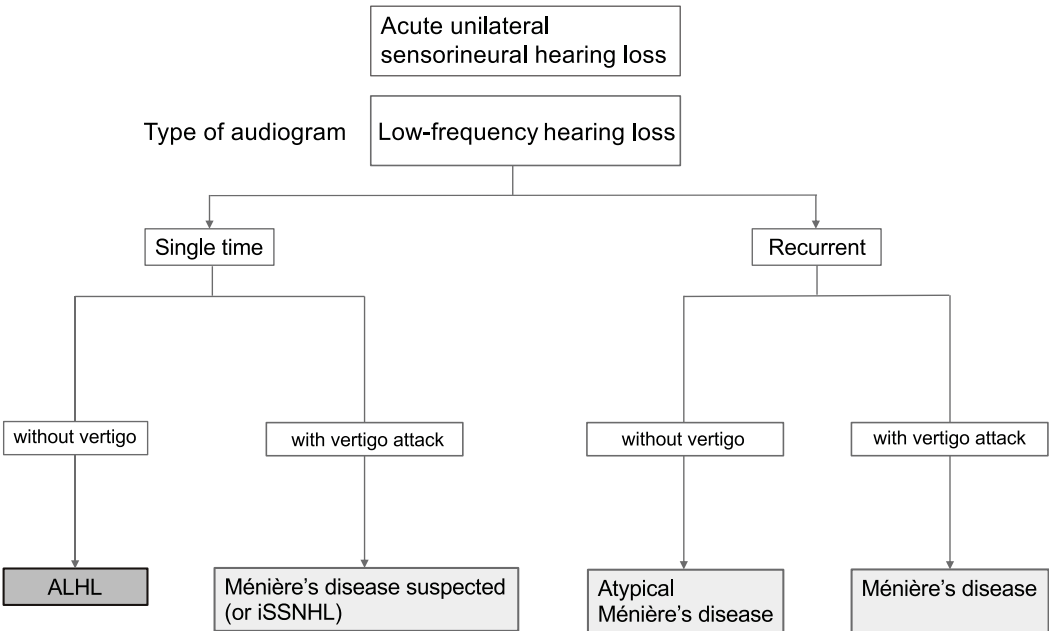 Acute unilateral
sensorineural hearing loss
Type of audiogram
Low-frequency hearing loss
Single time
Recurrent
without vertigo
with vertigo attack
without vertigo
with vertigo attack
ALHL
Ménière's disease suspected
(or iSSNHL)
Atypical
Ménière's disease
Ménière's disease